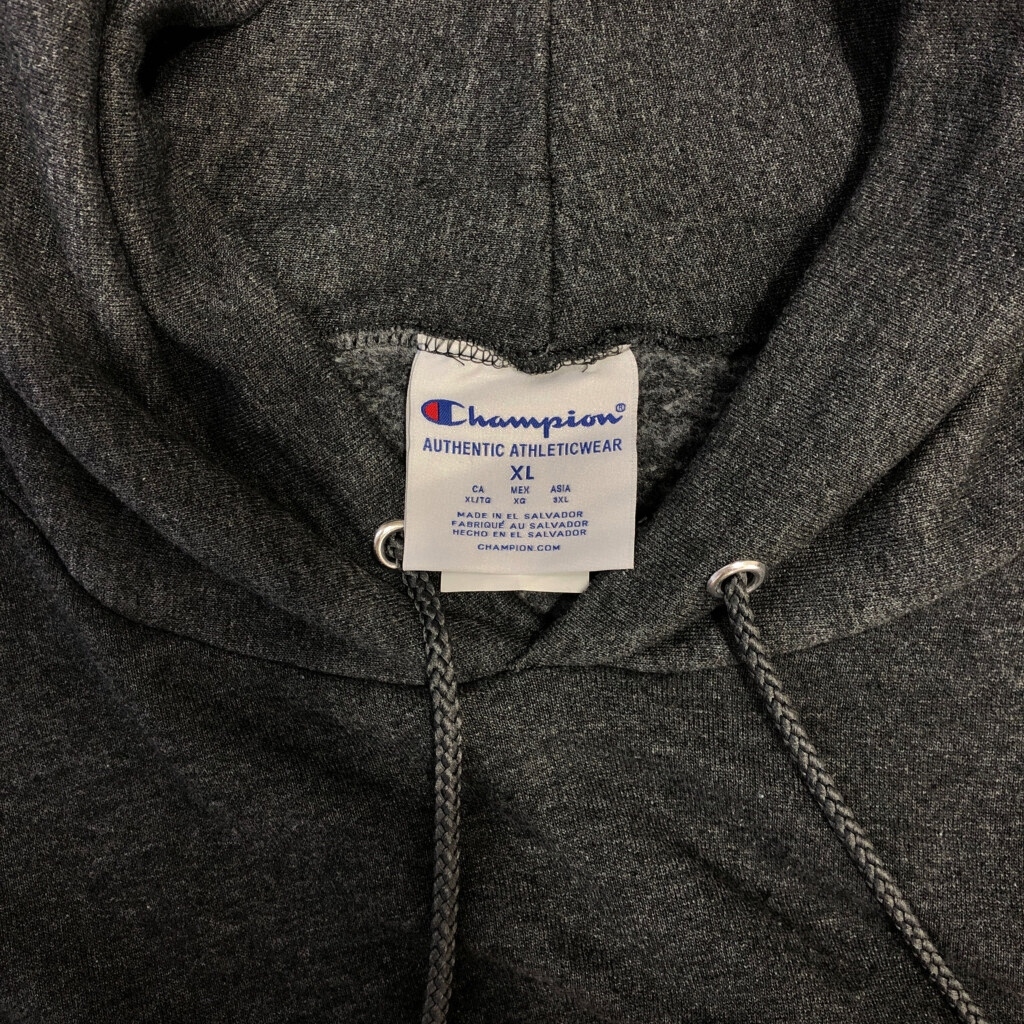 Champion®
AUTHENTIC ATHLETICWEAR
XL
CA MEX ASIA
XL/TG XG 3XL
MADE IN EL SALVADOR
FABRIQUÉ AU SALVADOR
HECHO EN EL SALVADOR
CHAMPION.COM